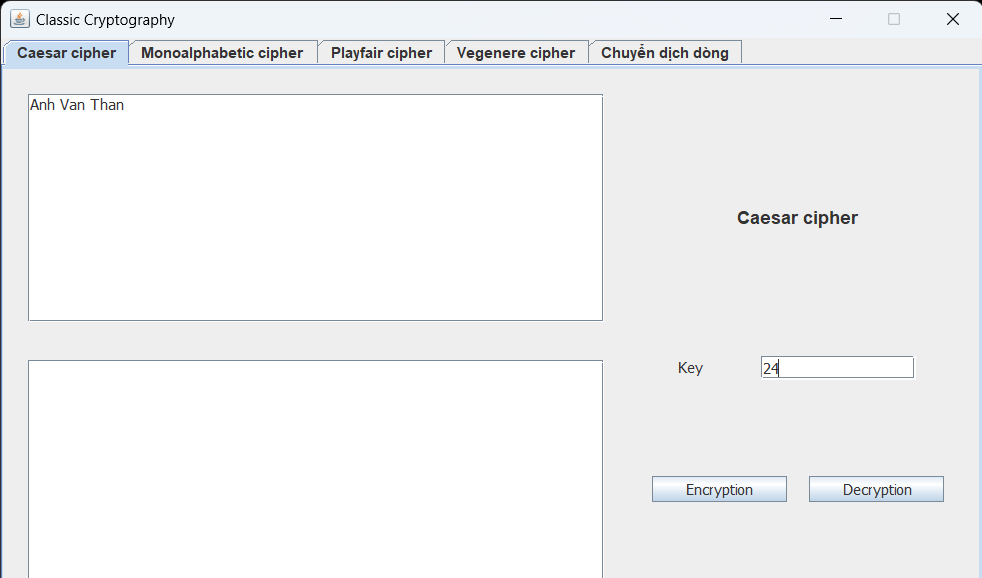 Classic Cryptography
Caesar cipher Monoalphabetic cipher Playfair cipher Vegenere cipher Chuyển dịch dòng
Anh Van Than
Caesar cipher
Key 24
Encryption Decryption